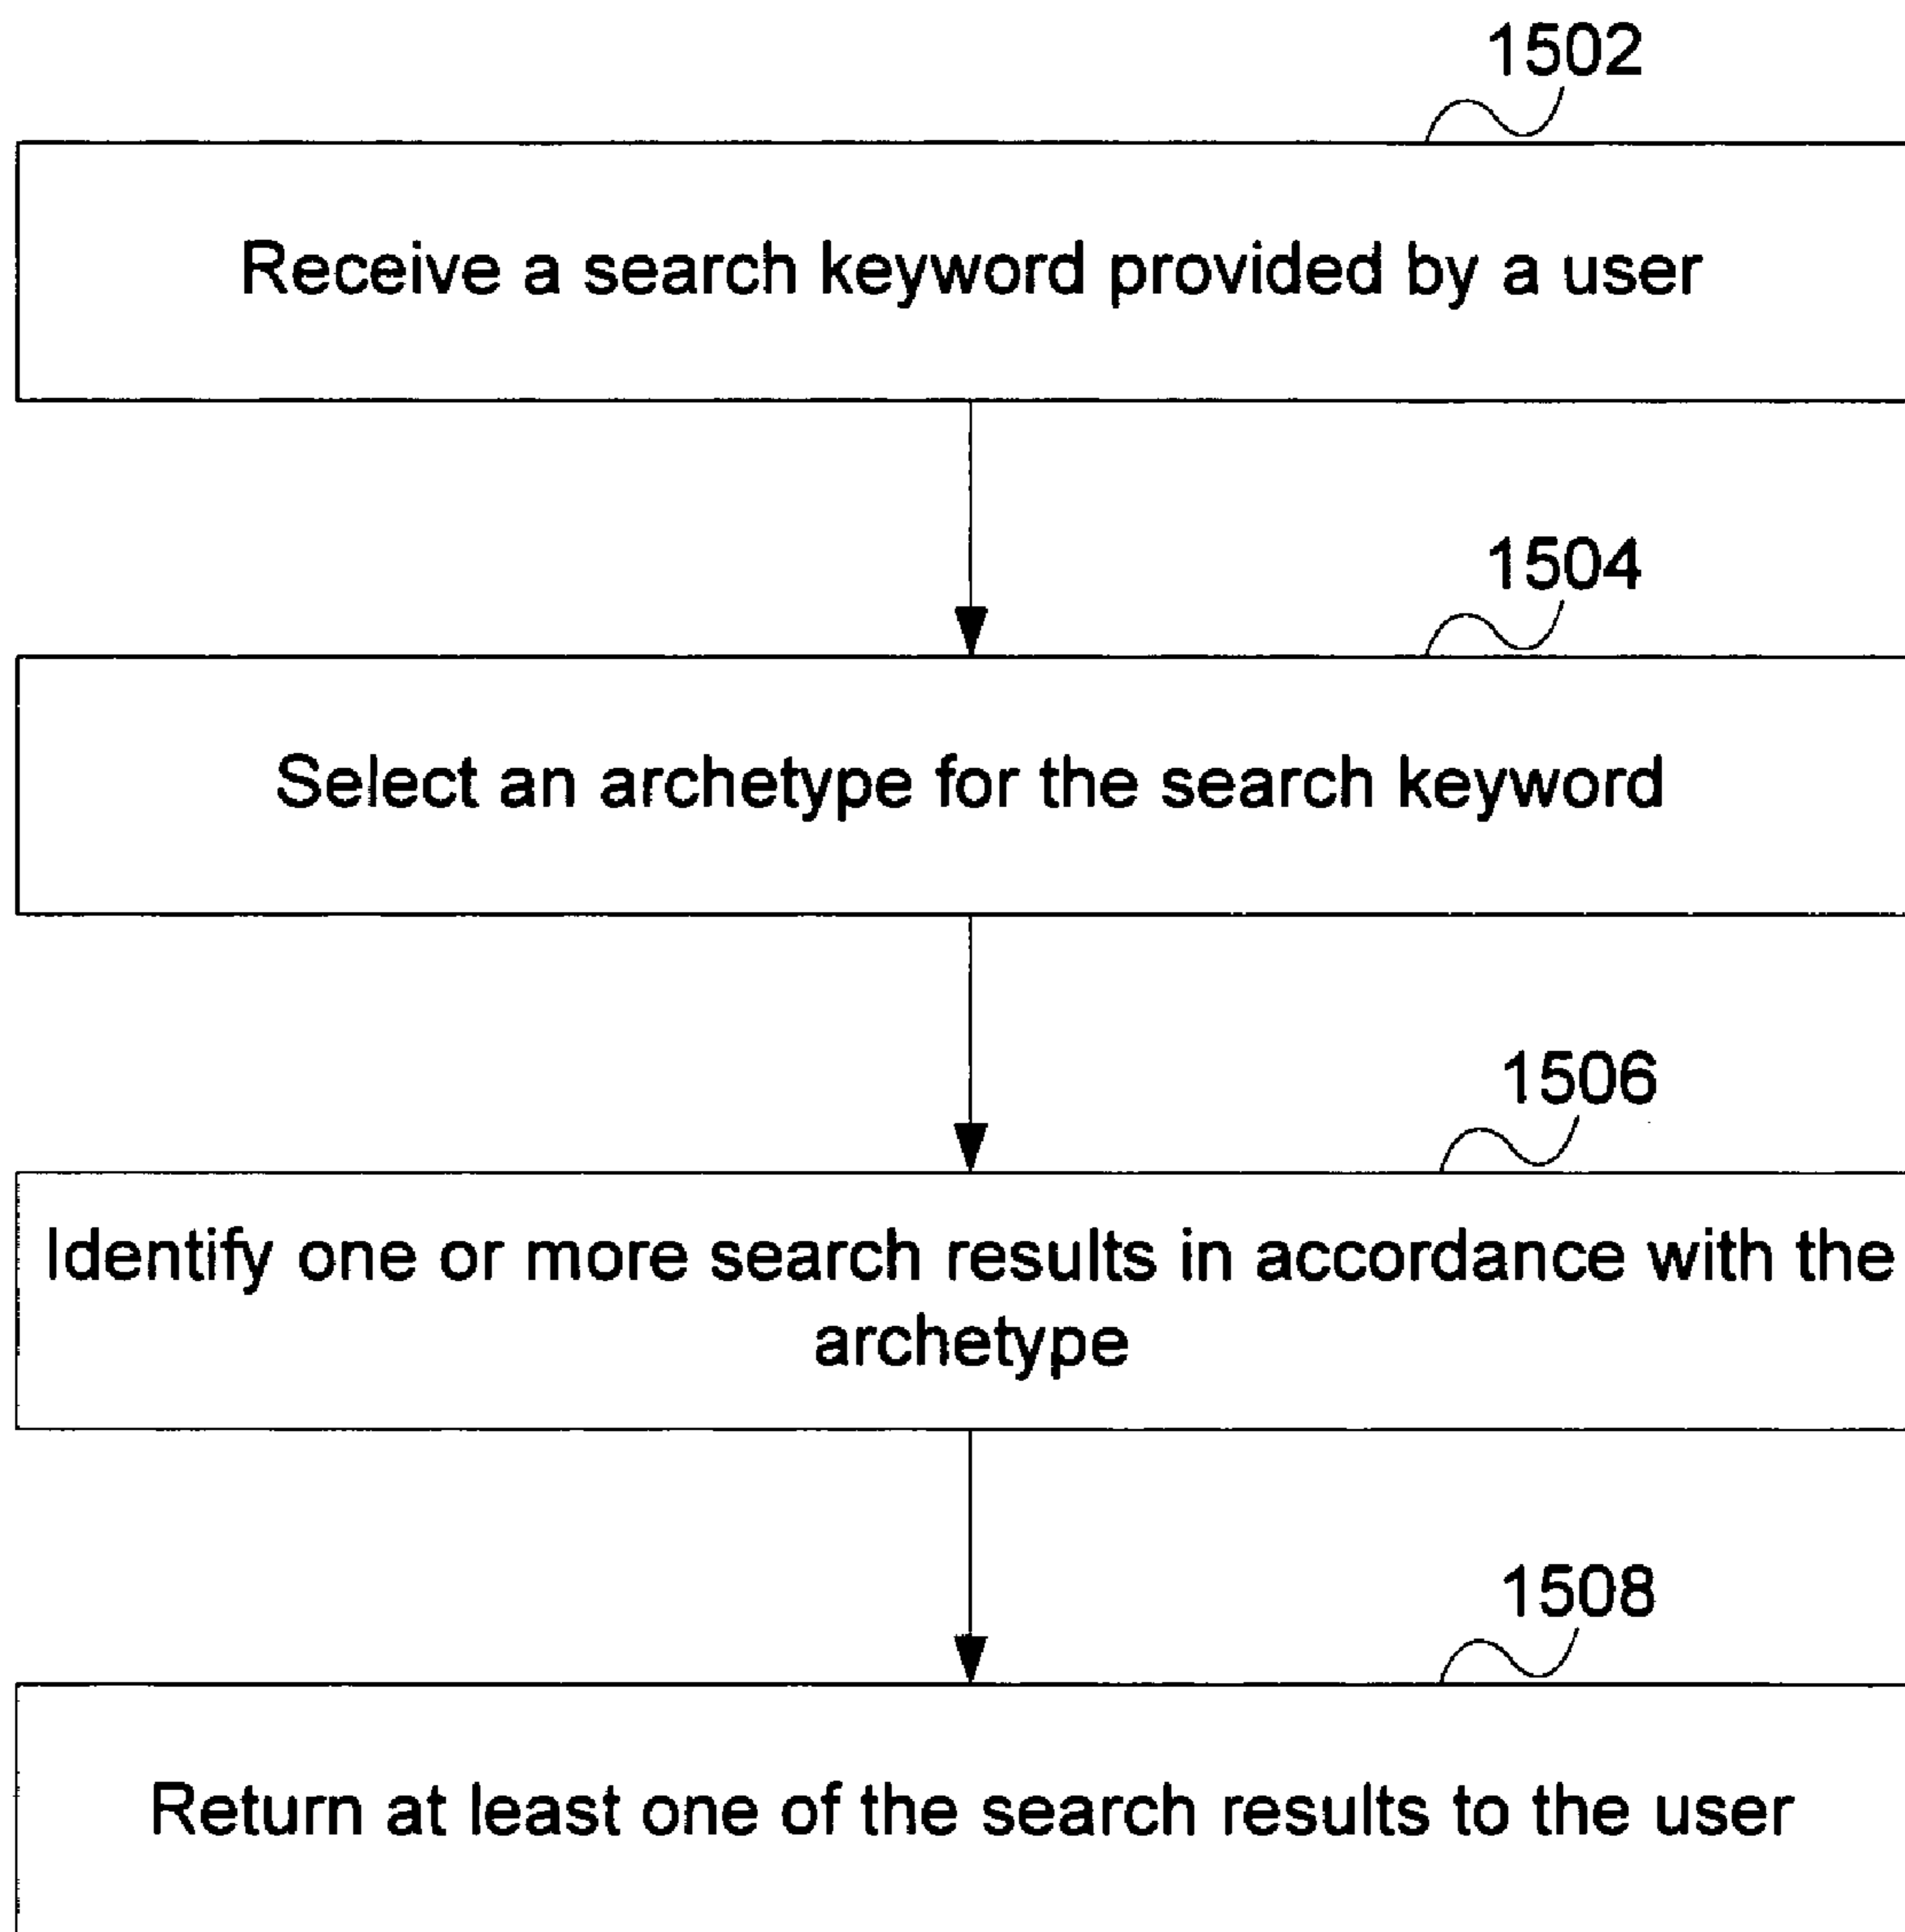 1502
Receive a search keyword provided by a user
1504
Select an archetype for the search keyword
1506
Identify one or more search results in accordance with the
archetype
1508
Return at least one of the search results to the user